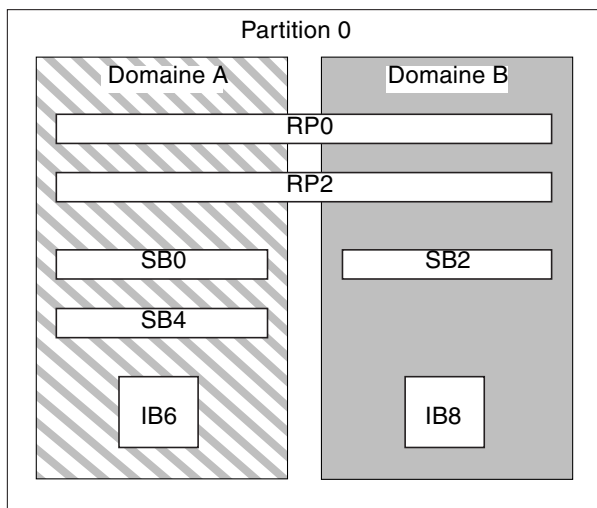 Partition 0
Domaine A Domaine B
RP0
RP2
SB0 SB2
SB4
IB6 IB8